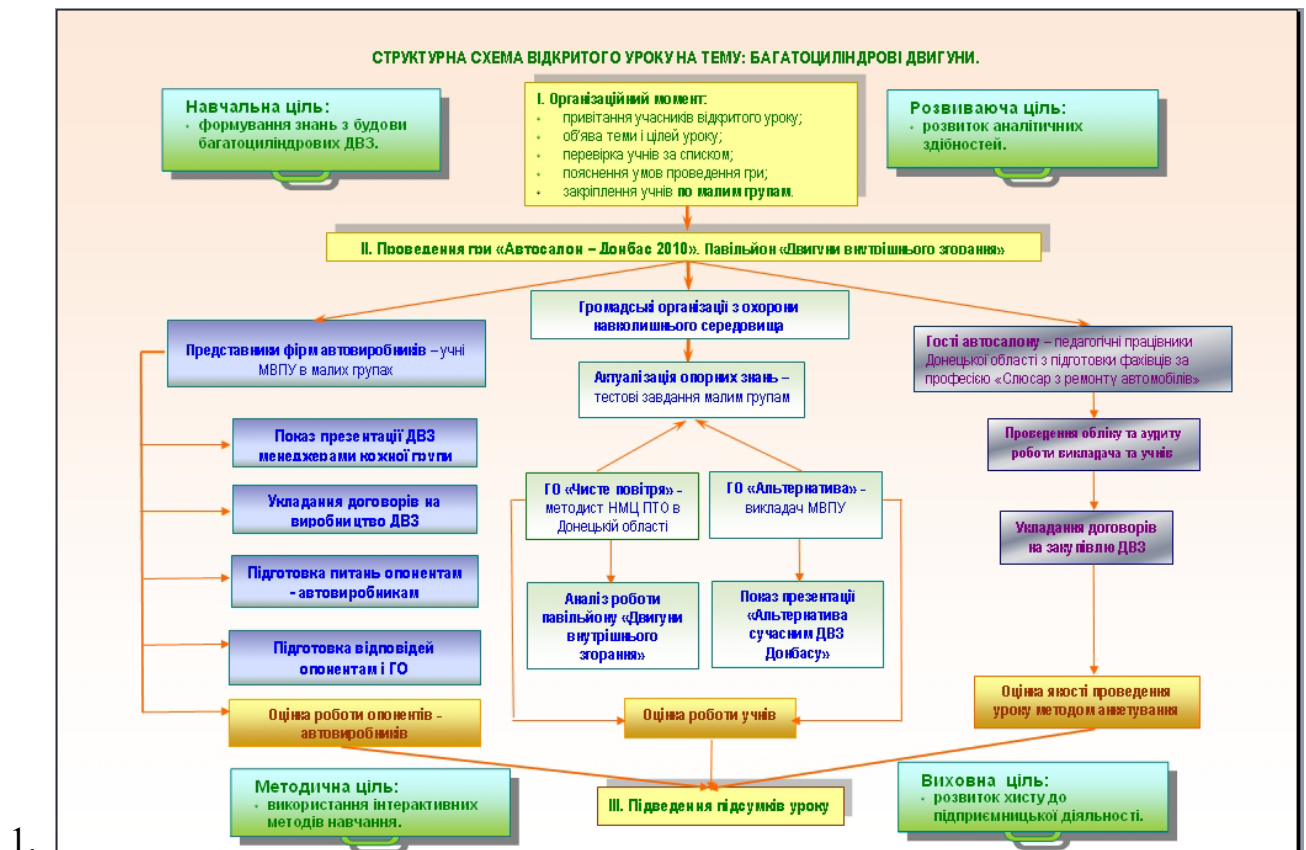 СТРУКТУРНА СХЕМА ВІДКРИТОГО УРОКУ НА ТЕМУ: БАГАТОЦИЛІНДРОВІ ДВИГУНИ.
Навчальна ціль:
• формування знань з будови
багатоциліндрових ДВЗ.
І. Організаційний момент:
• привітання учасників відкритого уроку;
• об'ява теми і цілей уроку;
• перевірка учнів за списком;
• пояснення умов проведення гри;
• закріплення учнів по малим групам.
Розвиваюча ціль:
• розвиток аналітичних
здібностей.
ІІ. Проведення гри «Автосалон – Донбас 2010». Павільйон «Двигуни внутрішнього згорання»
Представники фірм автовиробників – учні
МВПУ в малих групах
Показ презентації ДВЗ
менеджерами кожної групи
Укладання договорів на
виробництво ДВЗ
Підготовка питань опонентам
- автовиробникам
Підготовка відповідей
опонентам і ГО
Оцінка роботи опонентів -
автовиробників
Громадські організації з охорони
навколишнього середовища
Актуалізація опорних знань –
тестові завдання малим групам
ГО «Чисте повітря» -
методист НМЦ ПТО в
Донецькій області
ГО «Альтернатива» -
викладач МВПУ
Аналіз роботи
павільйону «Двигуни
внутрішнього
згорання»
Показ презентації
«Альтернатива
сучасним ДВЗ
Донбасу»
Оцінка роботи учнів
Гості автосалону – педагогічні працівники
Донецької області з підготовки фахівців за
професією «Слюсар з ремонту автомобілів»
Проведення обліку та аудиту
роботи викладача та учнів
Укладання договорів
на закупівлю ДВЗ
Оцінка якості проведення
уроку методом анкетування
Методична ціль:
• використання інтерактивних
методів навчання.
ІІІ. Підведення підсумків уроку
Виховна ціль:
• розвиток хисту до
підприємницької діяльності.
1.